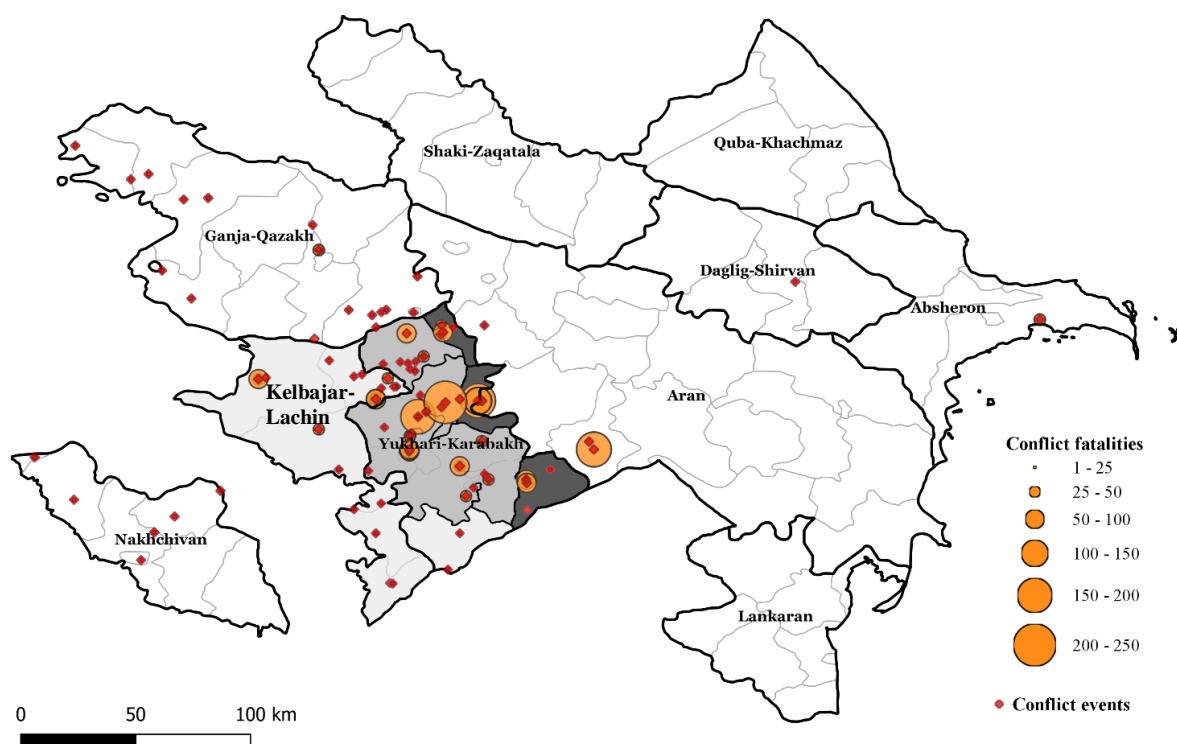 Shaki-Zaqatala
Quba-Khachmaz
Ganja-Qazakh
Daglig-Shirvan
Absheron
Kelbajar-
Lachin
Aran
Yukhari-Karabakh
Nakhchivan
Lankaran
Conflict fatalities
1 - 25
25 - 50
50 - 100
100 - 150
150 - 200
200 - 250
Conflict events
0 50 100 km